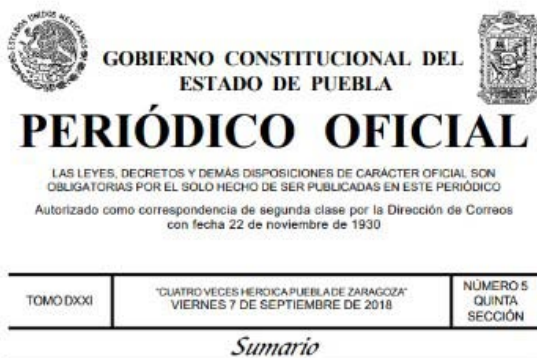 GOBIERNO CONSTITUCIONAL DEL
ESTADO DE PUEBLA
PERIÓDICO OFICIAL
LAS LEYES, DECRETOS Y DEMÁS DISPOSICIONES DE CARÁCTER OFICIAL SON
OBLIGATORIAS POR EL SOLO HECHO DE SER PUBLICADAS EN ESTE PERIÓDICO
Autorizado como correspondencia de segunda clase por la Dirección de Correos
con fecha 22 de noviembre de 1930
TOMO DXXI
"CUATRO VECES HEROICA PUEBLA DE ZARAGOZA"
VIERNES 7 DE SEPTIEMBRE DE 2018
NÚMERO 5
QUINTA
SECCIÓN
Sumario